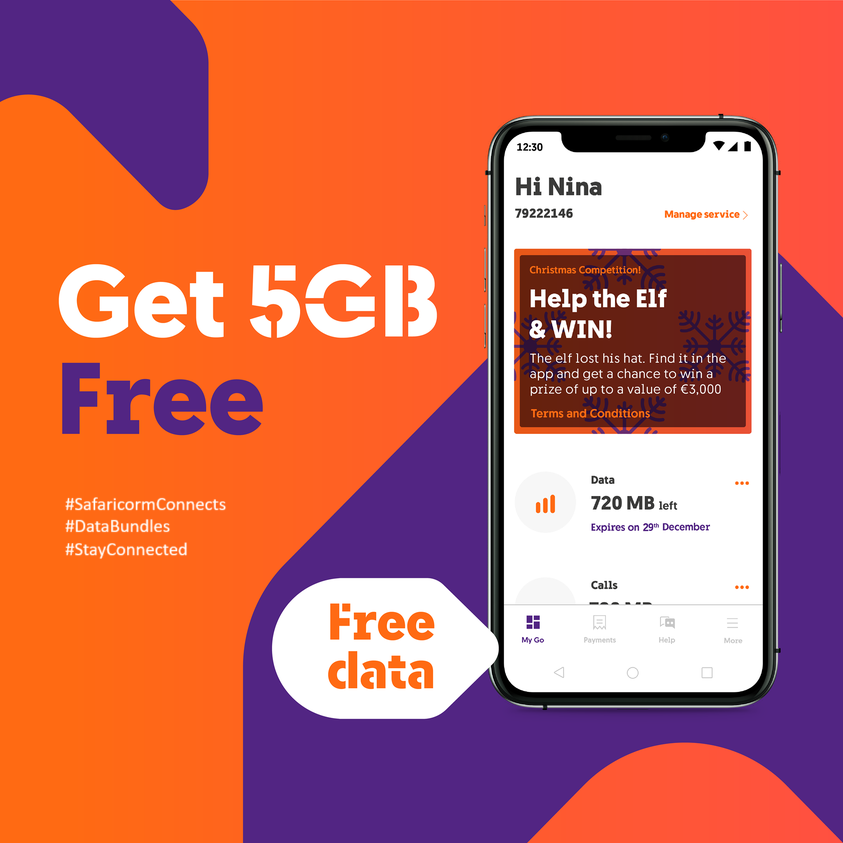 Get 5GB
Free
#SafaricormConnects
#DataBundles
#StayConnected
Free
data
12:30
Hi Nina
79222146
Manage service
Christmas Competition!
Help the Elf
& WIN!
The elf lost his hat. Find it in the
app and get a chance to win a
prize of up to a value of €3,000
Terms and Conditions
Data
720 MB left
Expires on 29th December
Calls
My Go
Payments
Help
More